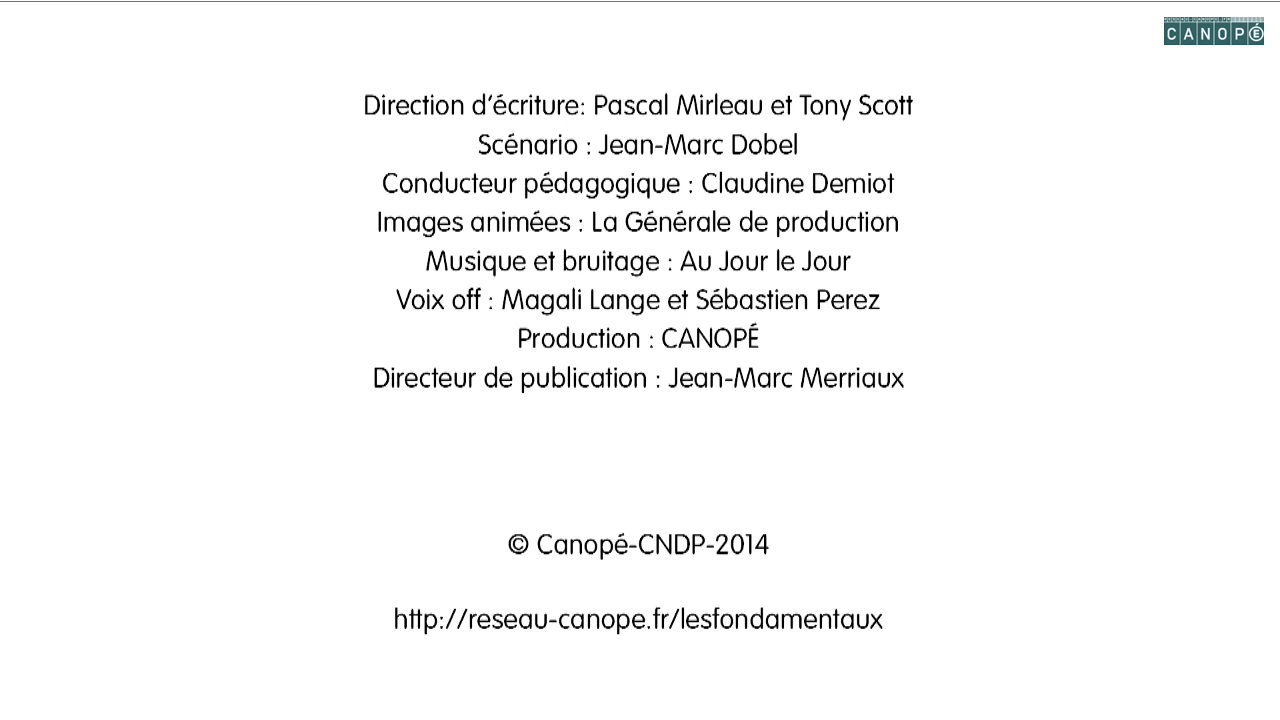 CANOPÉ
Direction d'écriture: Pascal Mirleau et Tony Scott
Scénario : Jean-Marc Dobel
Conducteur pédagogique : Claudine Demiot
Images animées : La Générale de production
Musique et bruitage : Au Jour le Jour
Voix off : Magali Lange et Sébastien Perez
Production : CANOPÉ
Directeur de publication : Jean-Marc Merriaux
© Canopé-CNDP-2014
http://reseau-canope.fr/lesfondamentaux